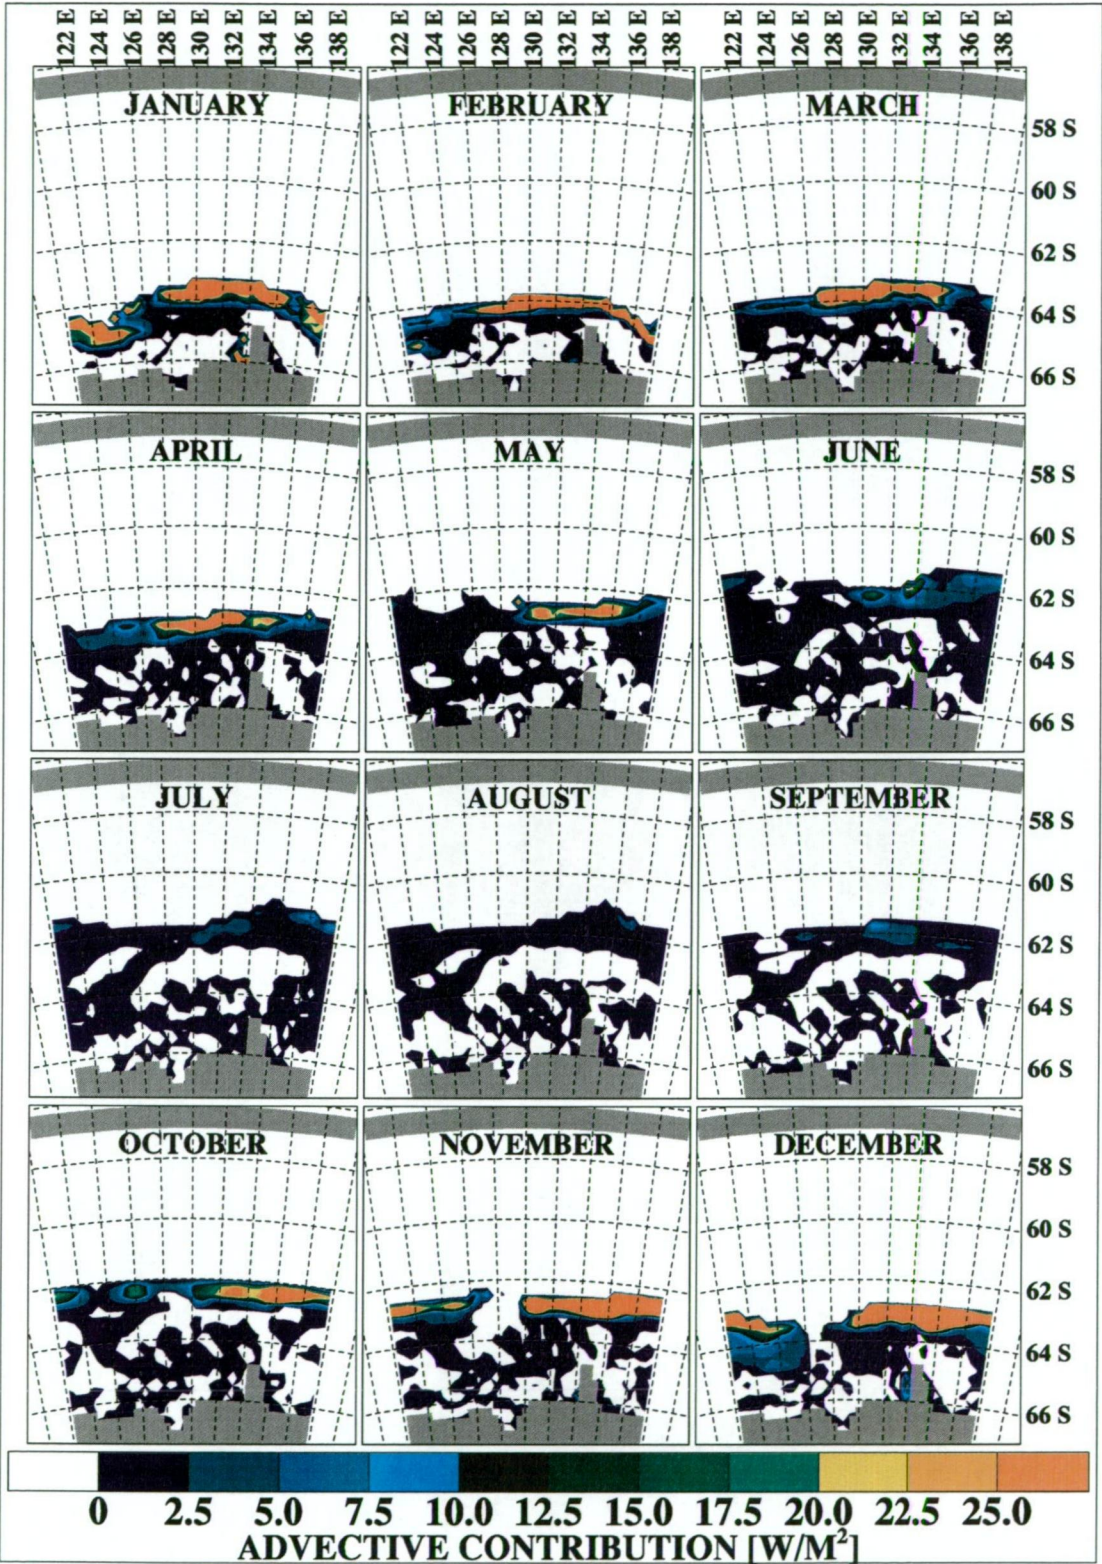 122 E 124 E 126 E 128 E 130 E 132 E 134 E 136 E 138 E 122 E 124 E 126 E 128 E 130 E 132 E 134 E 136 E 138 E 122 E 124 E 126 E 128 E 130 E 132 E 134 E 136 E 138 E
JANUARY FEBRUARY MARCH
58 S
60 S
62 S
64 S
66 S
APRIL MAY JUNE
58 S
60 S
62 S
64 S
66 S
JULY AUGUST SEPTEMBER
58 S
60 S
62 S
64 S
66 S
OCTOBER NOVEMBER DECEMBER
58 S
60 S
62 S
64 S
66 S
0 2.5 5.0 7.5 10.0 12.5 15.0 17.5 20.0 22.5 25.0
ADVECTIVE CONTRIBUTION [W/M²]